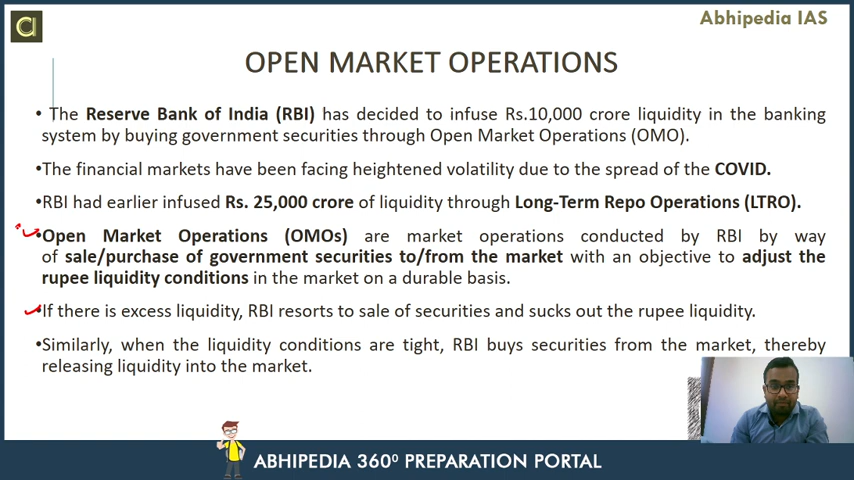 Abhipedia IAS
OPEN MARKET OPERATIONS
• The Reserve Bank of India (RBI) has decided to infuse Rs.10,000 crore liquidity in the banking
system by buying government securities through Open Market Operations (OMO).
•The financial markets have been facing heightened volatility due to the spread of the COVID.
•RBI had earlier infused Rs. 25,000 crore of liquidity through Long-Term Repo Operations (LTRO).
•Open Market Operations (OMOs) are market operations conducted by RBI by way
of sale/purchase of government securities to/from the market with an objective to adjust the
rupee liquidity conditions in the market on a durable basis.
•If there is excess liquidity, RBI resorts to sale of securities and sucks out the rupee liquidity.
•Similarly, when the liquidity conditions are tight, RBI buys securities from the market, thereby
releasing liquidity into the market.
ABHIPEDIA 360⁰ PREPARATION PORTAL